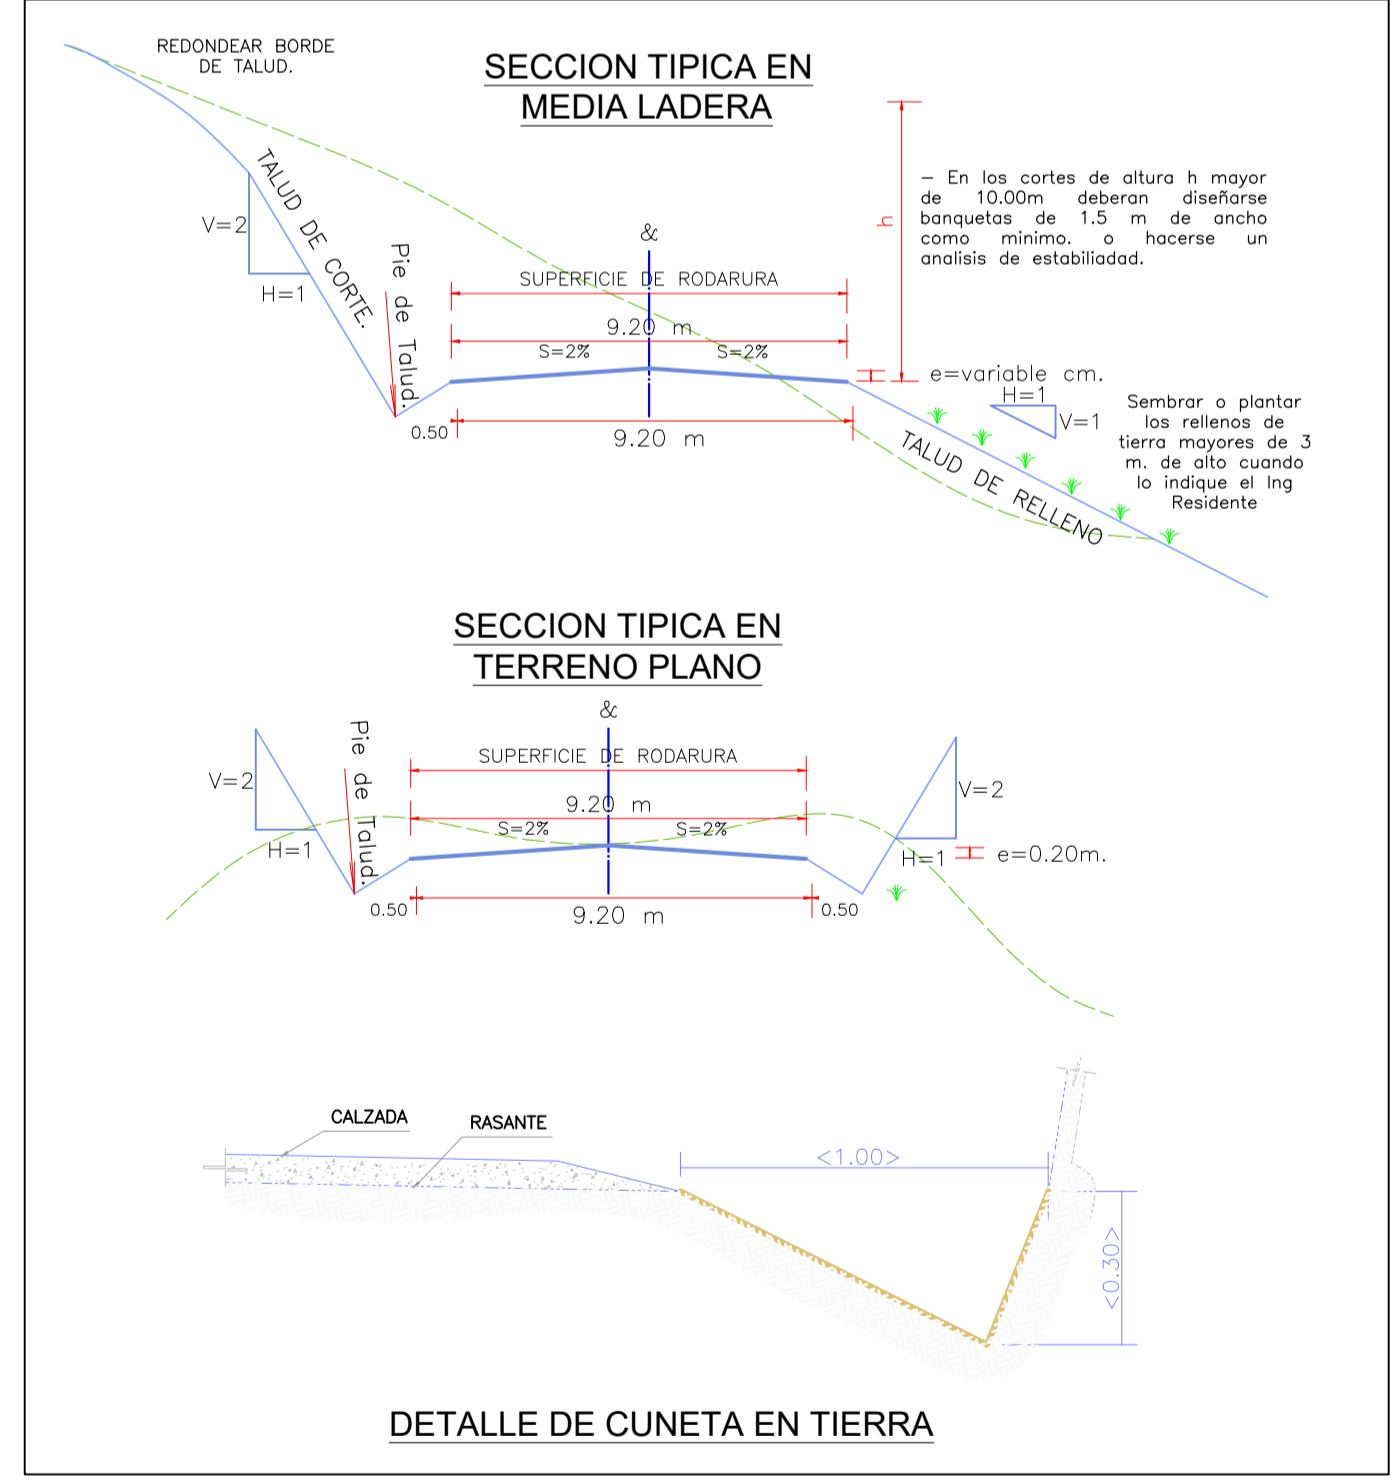 REDONDEAR BORDE
DE TALUD.
SECCION TIPICA EN
MEDIA LADERA
TALUD DE CORTE.
V=2
H=1
Pie de Talud.
&
SUPERFICIE DE RODARURA
9.20 m
S=2%
S=2%
0.50
9.20 m
h
– En los cortes de altura h mayor
de 10.00m deberan diseñarse
banquetas de 1.5 m de ancho
como minimo. o hacerse un
analisis de estabiliadad.
e=variable cm.
H=1
V=1
TALUD DE RELLENO
Sembrar o plantar
los rellenos de
tierra mayores de 3
m. de alto cuando
lo indique el Ing
Residente
SECCION TIPICA EN
TERRENO PLANO
&
V=2
H=1
Pie de Talud.
SUPERFICIE DE RODARURA
9.20 m
S=2%
S=2%
0.50
9.20 m
0.50
V=2
H=1
e=0.20m.
CALZADA
RASANTE
<1.00>
<0.30>
DETALLE DE CUNETA EN TIERRA